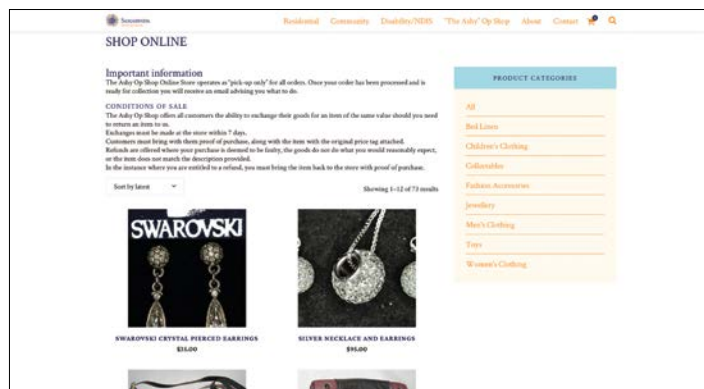 Residential Community Disability/NDIS "The Ashy" Op Shop About Contact
SHOP ONLINE
Important information
The Ashy Op Shop Online Store operates as "pick-up only" for all orders. Once your order has been processed and is
ready for collection you will receive an email advising you what to do.
CONDITIONS OF SALE
The Ashy Op Shop offers all customers the ability to exchange their goods for an item of the same value should you need
to return an item to us.
Exchanges must be made at the store within 7 days.
Customers must bring with them proof of purchase, along with the item with the original price tag attached.
Refunds are offered where your purchase is deemed to be faulty, the goods do not do what you would reasonably expect,
or the item does not match the description provided.
In the instance where you are entitled to a refund, you must bring the item back to the store with proof of purchase.
Sort by latest
Showing 1–12 of 73 results
SWAROVSKI
SWAROVSKI CRYSTAL PIERCED EARRINGS
$35.00
SILVER NECKLACE AND EARRINGS
$95.00
PRODUCT CATEGORIES
All
Bed Linen
Children's Clothing
Collectables
Fashion Accessories
Jewellery
Men's Clothing
Toys
Women's Clothing